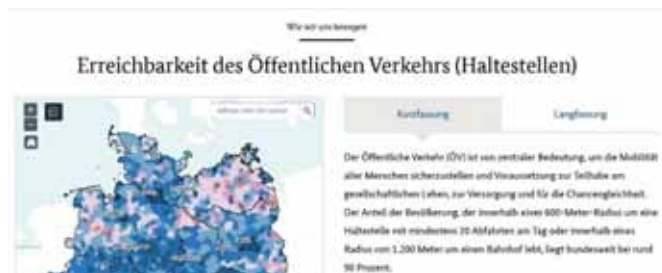 Wie wir uns bewegen
Erreichbarkeit des Öffentlichen Verkehrs (Haltestellen)
Kurzfassung
Langfassung
Der Öffentliche Verkehr (ÖV) ist von zentraler Bedeutung, um die Mobilität
aller Menschen sicherzustellen und Voraussetzung zur Teilhabe am
gesellschaftlichen Leben, zur Versorgung und für die Chancengleichheit.
Der Anteil der Bevölkerung, der innerhalb eines 600-Meter-Radius um eine
Haltestelle mit mindestens 20 Abfahrten am Tag oder innerhalb eines
Radius von 1.200 Meter um einen Bahnhof lebt, liegt bundesweit bei rund
90 Prozent.